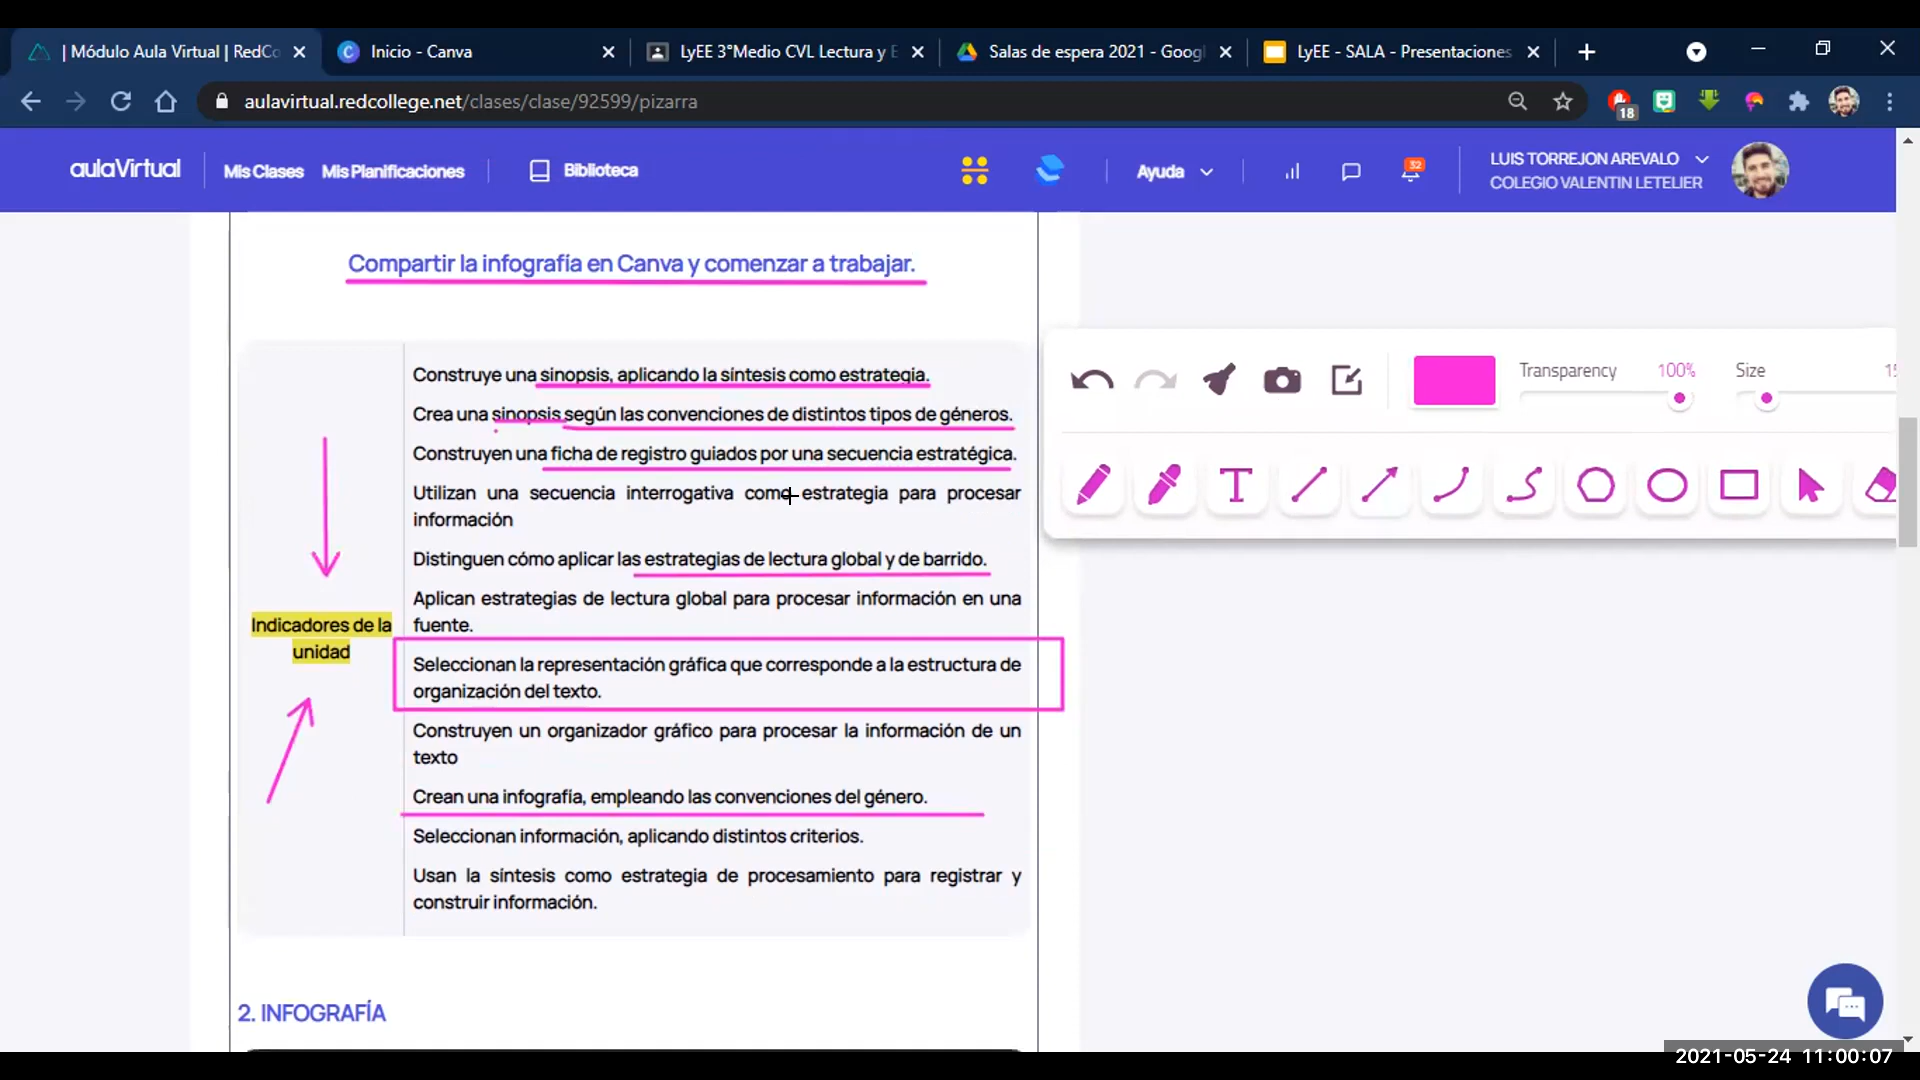 | Módulo Aula Virtual | RedCo
Inicio - Canva
LyEE 3°Medio CVL Lectura y E
Salas de espera 2021 - Googl
LyEE - SALA - Presentaciones
aulavirtual.redcollege.net/clases/clase/92599/pizarra
18
aulaVirtual
Mis Clases
Mis Planificaciones
Biblioteca
Ayuda
32
LUIS TORREJON AREVALO
COLEGIO VALENTIN LETELIER
Compartir la infografía en Canva y comenzar a trabajar.
Construye una sinopsis, aplicando la síntesis como estrategia.
Crea una sinopsis según las convenciones de distintos tipos de géneros.
Construyen una ficha de registro guiados por una secuencia estratégica.
Utilizan una secuencia interrogativa como estrategia para procesar
información
Distinguen cómo aplicar las estrategias de lectura global y de barrido.
Aplican estrategias de lectura global para procesar información en una
fuente.
Indicadores de la
unidad
Seleccionan la representación gráfica que corresponde a la estructura de
organización del texto.
Construyen un organizador gráfico para procesar la información de un
texto
Crean una infografía, empleando las convenciones del género.
Seleccionan información, aplicando distintos criterios.
Usan la síntesis como estrategia de procesamiento para registrar y
construir información.
Transparency
100%
Size
15
T
2. INFOGRAFÍA
2021-05-24 11:00:07